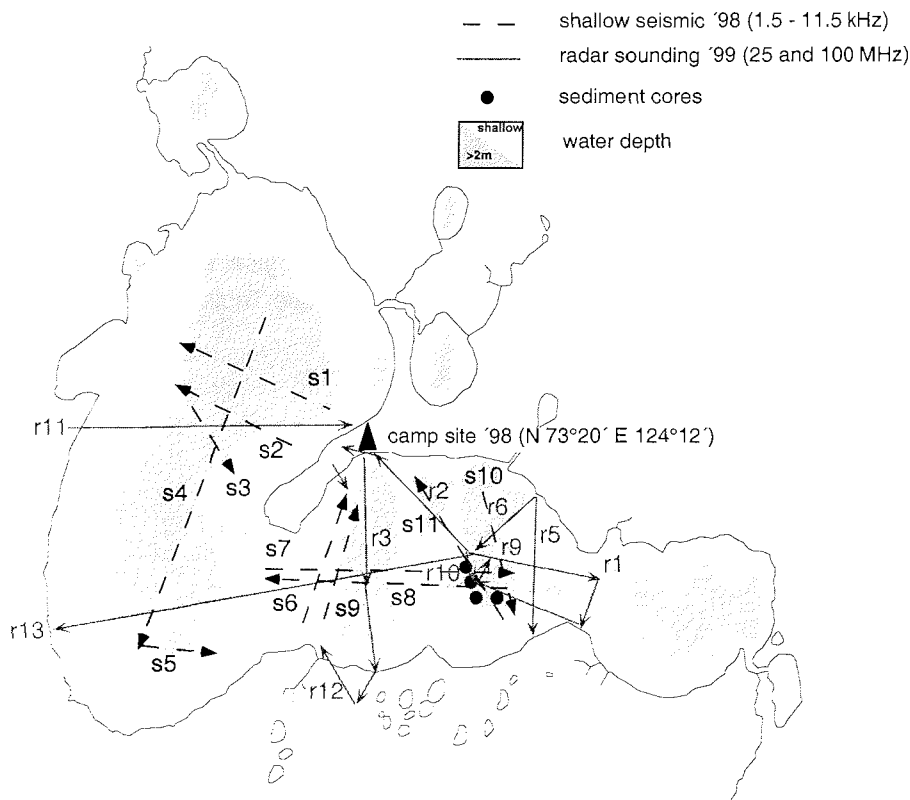 shallow seismic ´98 (1.5 - 11.5 kHz)
radar sounding ´99 (25 and 100 MHz)
sediment cores
shallow
>2m
water depth
s1
r11
s2
camp site ´98 (N 73°20´ E 124°12´)
s3
s4
s10
r2
r6
s11
r5
r3
s7
r9
r10
r1
s6
s9
s8
r13
s5
r12